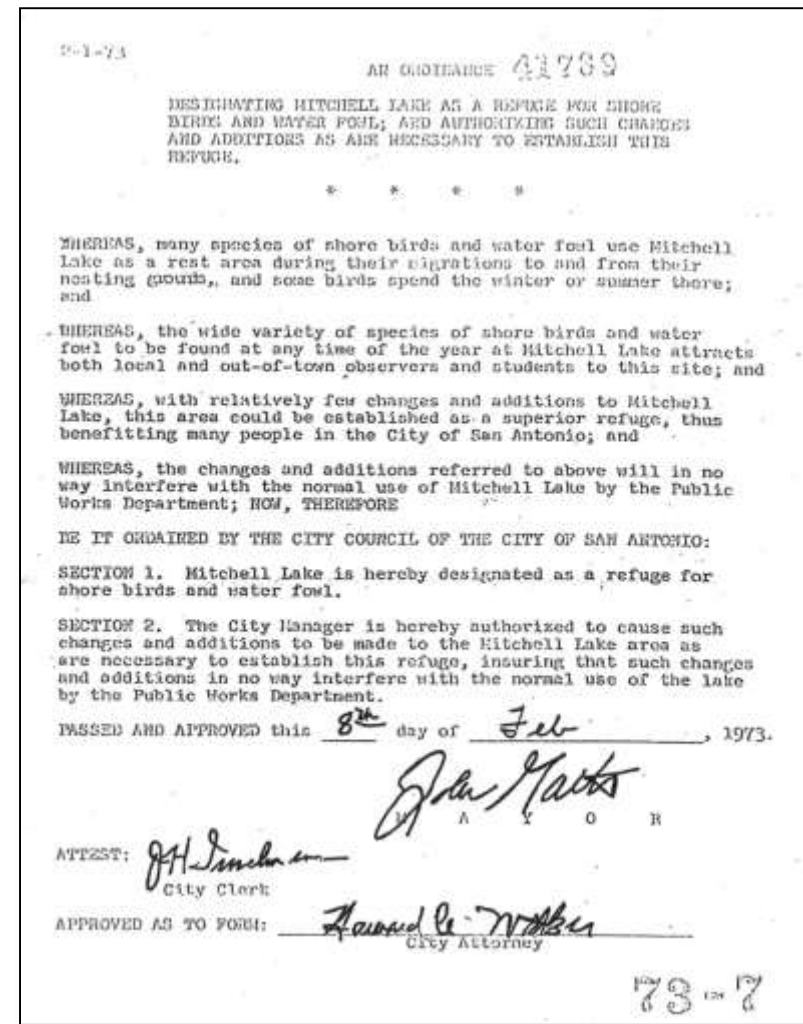 2-1-73
AN ORDINANCE 41789
DESIGNATING MITCHELL LAKE AS A REFUGE FOR SHORE
BIRDS AND WATER FOWL; AND AUTHORIZING SUCH CHANGES
AND ADDITIONS AS ARE NECESSARY TO ESTABLISH THIS
REFUGE.
* * * *
WHEREAS, many species of shore birds and water fowl use Mitchell
Lake as a rest area during their migrations to and from their
nesting grounds, and some birds spend the winter or summer there;
and
WHEREAS, the wide variety of species of shore birds and water
fowl to be found at any time of the year at Mitchell Lake attracts
both local and out-of-town observers and students to this site; and
WHEREAS, with relatively few changes and additions to Mitchell
Lake, this area could be established as a superior refuge, thus
benefitting many people in the City of San Antonio; and
WHEREAS, the changes and additions referred to above will in no
way interfere with the normal use of Mitchell Lake by the Public
Works Department; NOW, THEREFORE
BE IT ORDAINED BY THE CITY COUNCIL OF THE CITY OF SAN ANTONIO:
SECTION 1. Mitchell Lake is hereby designated as a refuge for
shore birds and water fowl.
SECTION 2. The City Manager is hereby authorized to cause such
changes and additions to be made to the Mitchell Lake area as
are necessary to establish this refuge, insuring that such changes
and additions in no way interfere with the normal use of the lake
by the Public Works Department.
PASSED AND APPROVED this 8th day of Feb, 1973.
M A Y O R
ATTEST:
City Clerk
APPROVED AS TO FORM: Howard
City Attorney
73-7